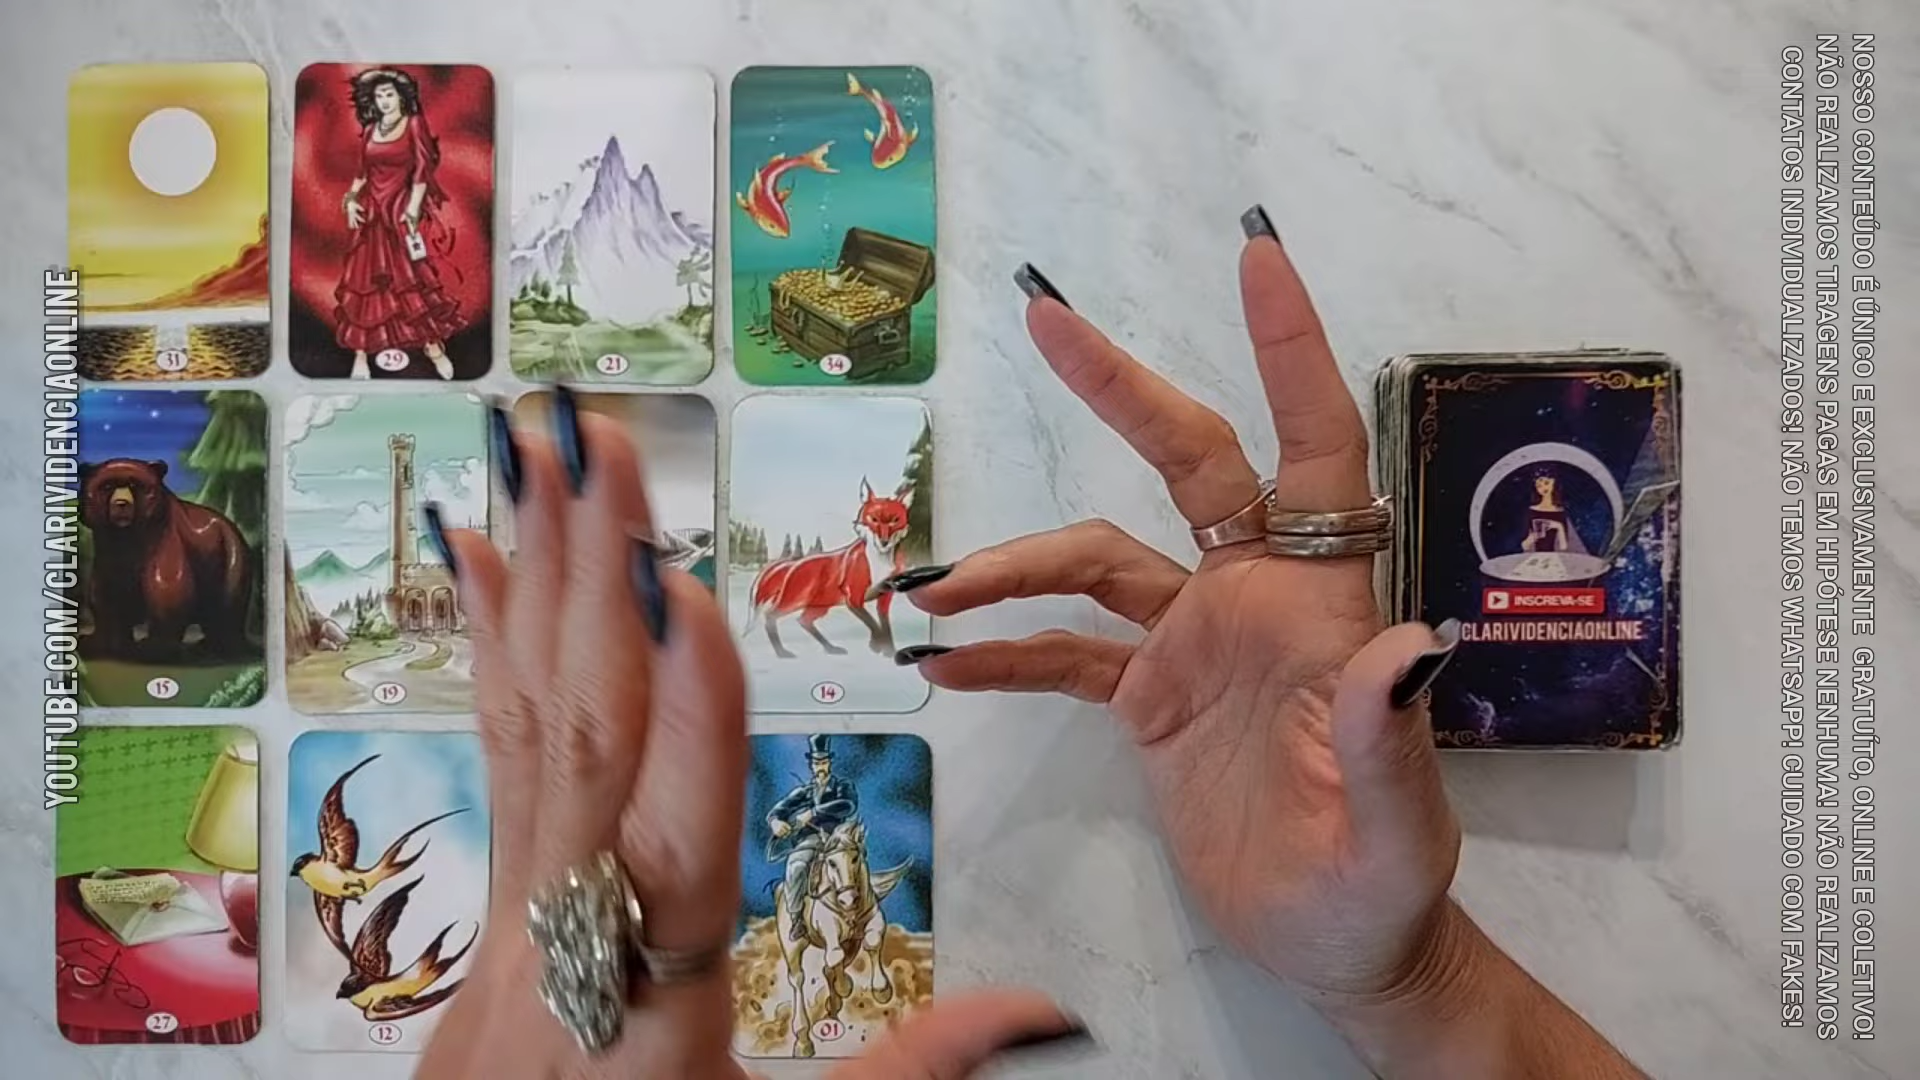 YOUTUBE.COM/CLARIVIDENCIAONLINE
31
29
21
34
15
19
14
27
12
01
INSCREVA-SE
CLARIVIDENCIAONLINE
NOSSO CONTEÚDO É ÚNICO E EXCLUSIVAMENTE GRATUÍTO, ONLINE E COLETIVO!
NÃO REALIZAMOS TIRAGENS PAGAS EM HIPÓTESE NENHUMA! NÃO REALIZAMOS
CONTATOS INDIVIDUALIZADOS! NÃO TEMOS WHATSAPP! CUIDADO COM FAKES!